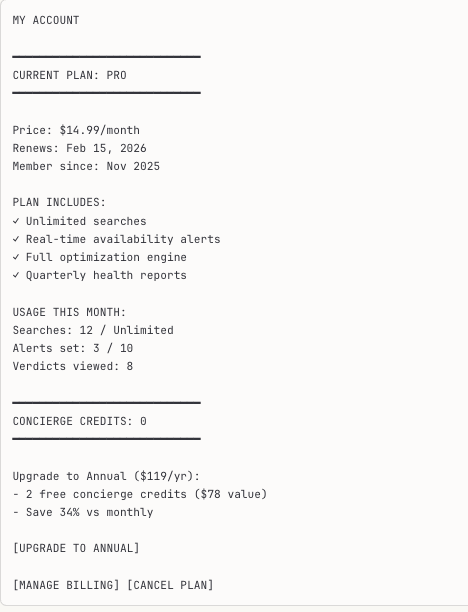 MY ACCOUNT
CURRENT PLAN: PRO
Price: $14.99/month
Renews: Feb 15, 2026
Member since: Nov 2025
PLAN INCLUDES:
✓ Unlimited searches
✓ Real-time availability alerts
✓ Full optimization engine
✓ Quarterly health reports
USAGE THIS MONTH:
Searches: 12 / Unlimited
Alerts set: 3 / 10
Verdicts viewed: 8
CONCIERGE CREDITS: 0
Upgrade to Annual ($119/yr):
- 2 free concierge credits ($78 value)
- Save 34% vs monthly
[UPGRADE TO ANNUAL]
[MANAGE BILLING] [CANCEL PLAN]